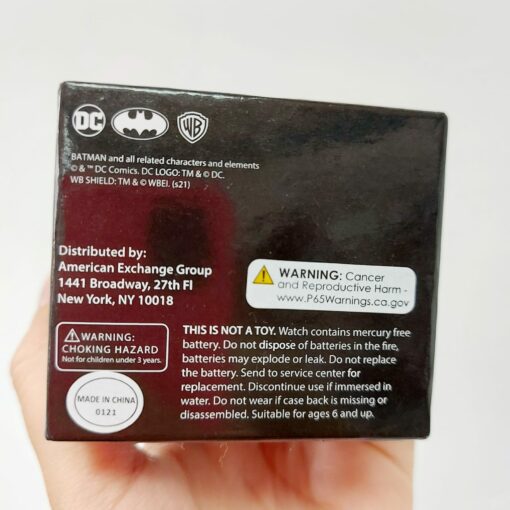 DC
WB
BATMAN and all related characters and elements
© & ™ DC Comics. DC LOGO: TM & © DC.
WB SHIELD: TM & © WBEI. (s21)
Distributed by:
American Exchange Group
1441 Broadway, 27th Fl
New York, NY 10018
WARNING: Cancer
and Reproductive Harm -
www.P65Warnings.ca.gov
WARNING:
CHOKING HAZARD
Not for children under 3 years.
MADE IN CHINA
0121
THIS IS NOT A TOY. Watch contains mercury free
battery. Do not dispose of batteries in the fire,
batteries may explode or leak. Do not replace
the battery. Send to service center for
replacement. Discontinue use if immersed in
water. Do not wear if case back is missing or
disassembled. Suitable for ages 6 and up.